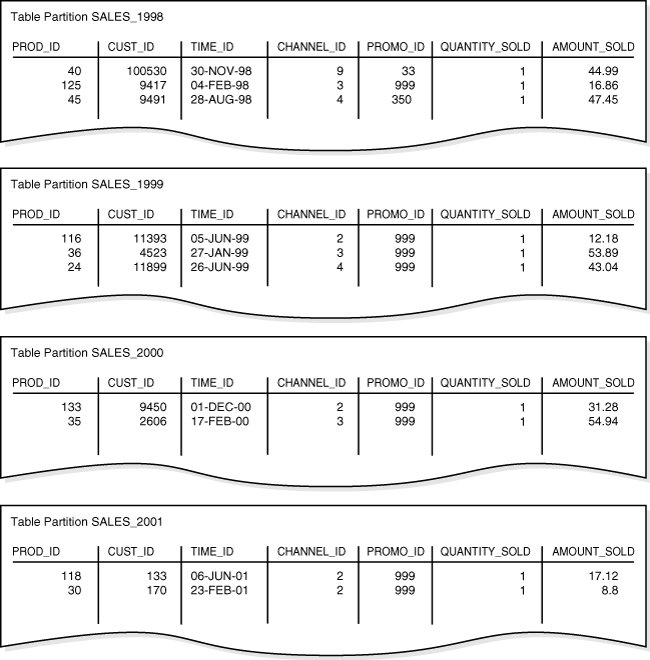 Table Partition SALES_1998
PROD_ID CUST_ID TIME_ID CHANNEL_ID PROMO_ID QUANTITY_SOLD AMOUNT_SOLD
40 100530 30-NOV-98 9 33 1 44.99
125 9417 04-FEB-98 3 999 1 16.86
45 9491 28-AUG-98 4 350 1 47.45
Table Partition SALES_1999
PROD_ID CUST_ID TIME_ID CHANNEL_ID PROMO_ID QUANTITY_SOLD AMOUNT_SOLD
116 11393 05-JUN-99 2 999 1 12.18
36 4523 27-JAN-99 3 999 1 53.89
24 11899 26-JUN-99 4 999 1 43.04
Table Partition SALES_2000
PROD_ID CUST_ID TIME_ID CHANNEL_ID PROMO_ID QUANTITY_SOLD AMOUNT_SOLD
133 9450 01-DEC-00 2 999 1 31.28
35 2606 17-FEB-00 3 999 1 54.94
Table Partition SALES_2001
PROD_ID CUST_ID TIME_ID CHANNEL_ID PROMO_ID QUANTITY_SOLD AMOUNT_SOLD
118 133 06-JUN-01 2 999 1 17.12
30 170 23-FEB-01 2 999 1 8.8